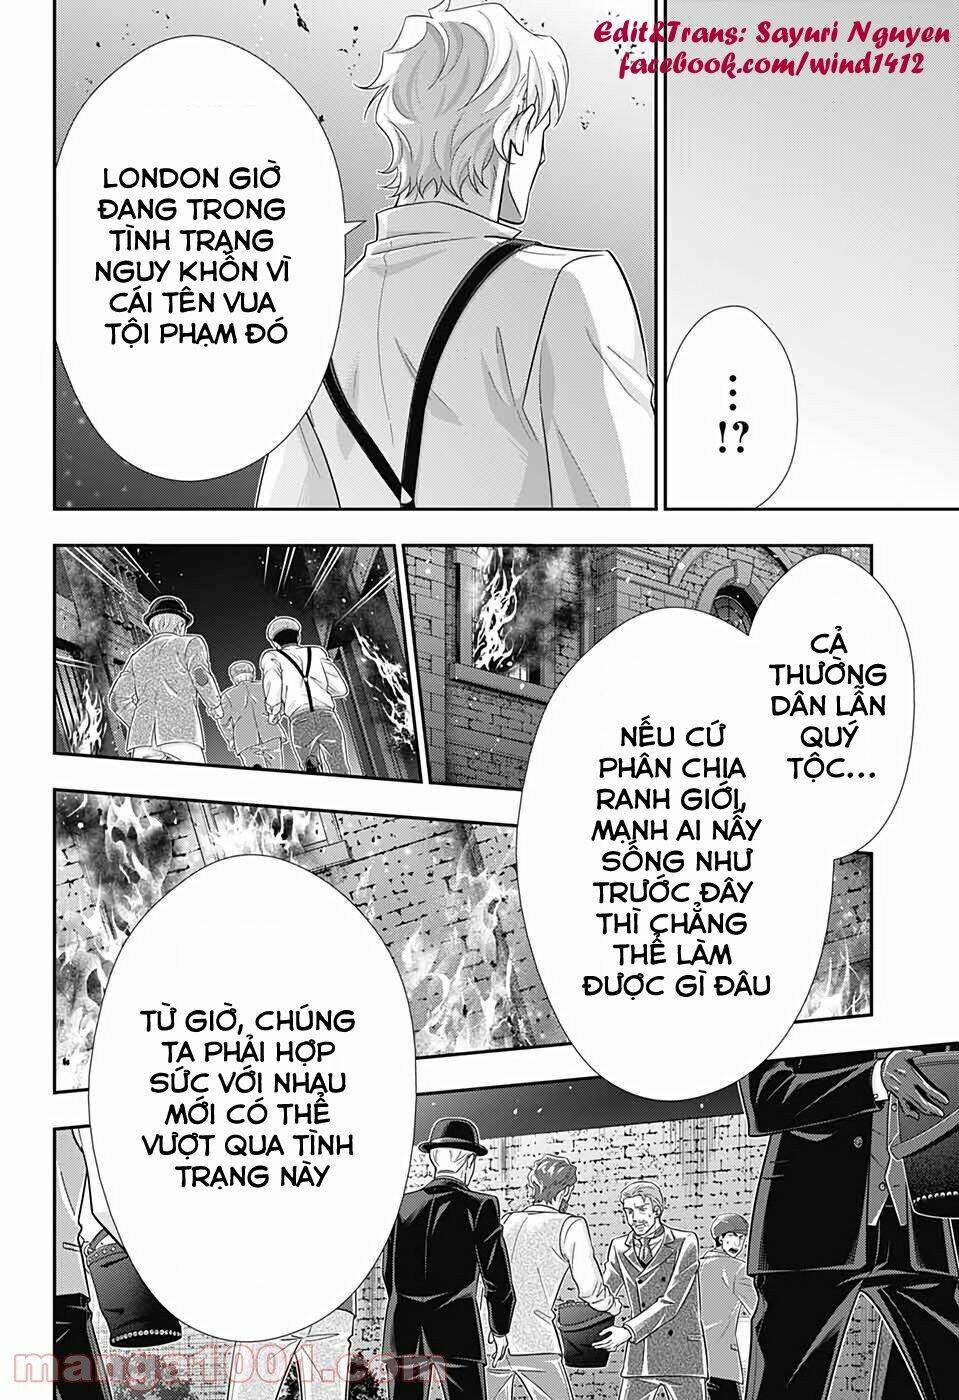 Edit&Trans: Sayuri Nguyen
facebook.com/wind1412
...
!?
LONDON GIỜ
ĐANG TRONG
TÌNH TRẠNG
NGUY KHỐN VÌ
CÁI TÊN VUA
TỘI PHẠM ĐÓ
CẢ
THƯỜNG
DÂN LẪN
QUÝ
TỘC...
NẾU CỨ
PHÂN CHIA
RANH GIỚI,
MẠNH AI NẤY
SỐNG NHƯ
TRƯỚC ĐÂY
THÌ CHẲNG
THỂ LÀM
ĐƯỢC GÌ ĐÂU
TỪ GIỜ, CHÚNG
TA PHẢI HỢP
SỨC VỚI NHAU
MỚI CÓ THỂ
VƯỢT QUA TÌNH
TRẠNG NÀY
manga1001.com